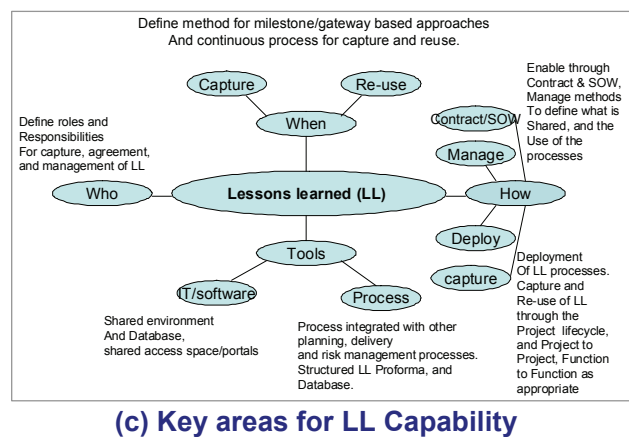 Define method for milestone/gateway based approaches
And continuous process for capture and reuse.
Capture
Re-use
When
Enable through
Contract & SOW,
Manage methods
To define what is
Shared, and the
Use of the
processes
Contract/SOW
Define roles and
Responsibilities
For capture, agreement,
and management of LL
Manage
Who
Lessons learned (LL)
How
Deploy
Tools
capture
IT/software
Process
Deployment
Of LL processes.
Capture and
Re-use of LL
through the
Project lifecycle,
and Project to
Project, Function
to Function as
appropriate
Shared environment
And Database,
shared access space/portals
Process integrated with other
planning, delivery
and risk management processes.
Structured LL Proforma, and
Database.
(c) Key areas for LL Capability